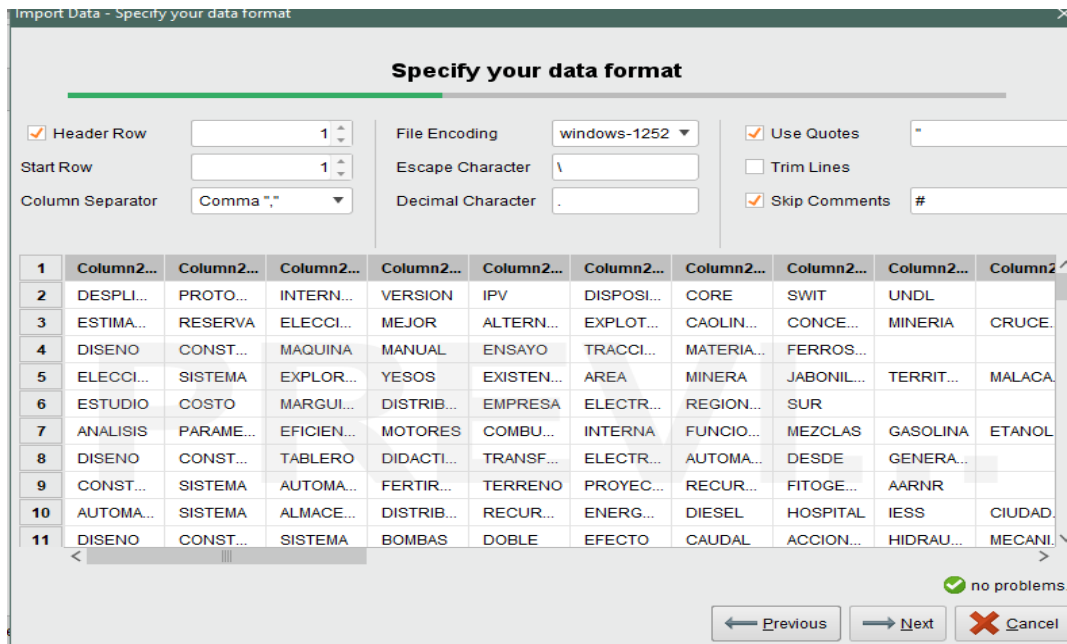 Import Data - Specify your data format
Specify your data format
Header Row 1 File Encoding windows-1252 Use Quotes "
Start Row 1 Escape Character \ Trim Lines
Column Separator Comma "," Decimal Character . Skip Comments #
1 Column2... Column2... Column2... Column2... Column2... Column2... Column2... Column2... Column2... Column2
2 DESPLI... PROTO... INTERN... VERSION IPV DISPOSI... CORE SWIT UNDL
3 ESTIMA... RESERVA ELECCI... MEJOR ALTERN... EXPLOT... CAOLIN... CONCE... MINERIA CRUCE.
4 DISENO CONST... MAQUINA MANUAL ENSAYO TRACCI... MATERIA... FERROS...
5 ELECCI... SISTEMA EXPLOR... YESOS EXISTEN... AREA MINERA JABONIL... TERRIT... MALACA.
6 ESTUDIO COSTO MARGUI... DISTRIB... EMPRESA ELECTR... REGION... SUR
7 ANALISIS PARAME... EFICIEN... MOTORES COMBU... INTERNA FUNCIO... MEZCLAS GASOLINA ETANOL
8 DISENO CONST... TABLERO DIDACTI... TRANSF... ELECTR... AUTOMA... DESDE GENERA...
9 CONST... SISTEMA AUTOMA... FERTIR... TERRENO PROYEC... RECUR... FITOGE... AARNR
10 AUTOMA... SISTEMA ALMACE... DISTRIB... RECUR... ENERG... DIESEL HOSPITAL IESS CIUDAD.
11 DISENO CONST... SISTEMA BOMBAS DOBLE EFECTO CAUDAL ACCION... HIDRAU... MECANI.
PREVI...
no problems.
Previous Next Cancel